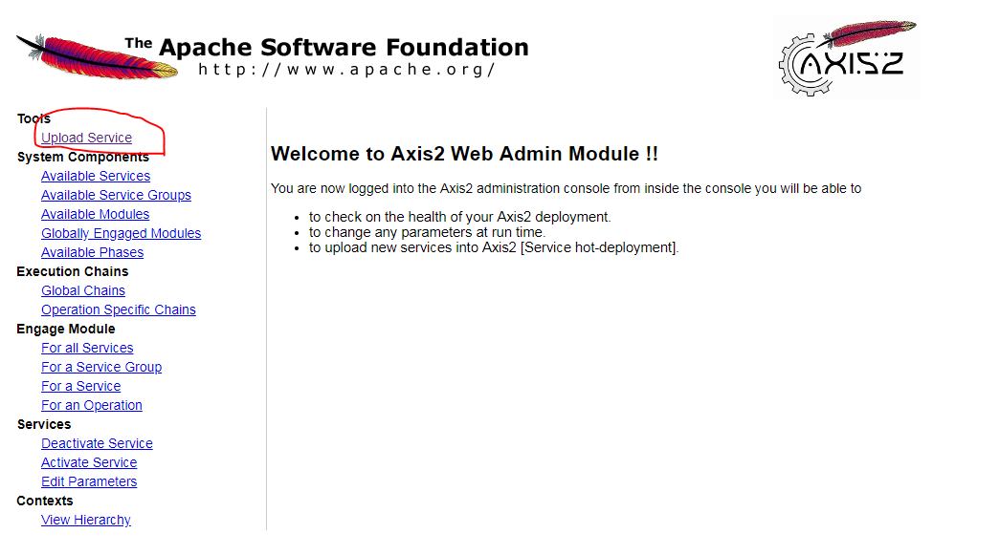 The Apache Software Foundation
http://www.apache.org/
AXIS2
Tools
Upload Service
System Components
Available Services
Available Service Groups
Available Modules
Globally Engaged Modules
Available Phases
Execution Chains
Global Chains
Operation Specific Chains
Engage Module
For all Services
For a Service Group
For a Service
For an Operation
Services
Deactivate Service
Activate Service
Edit Parameters
Contexts
View Hierarchy
Welcome to Axis2 Web Admin Module !!
You are now logged into the Axis2 administration console from inside the console you will be able to
to check on the health of your Axis2 deployment.
to change any parameters at run time.
to upload new services into Axis2 [Service hot-deployment].